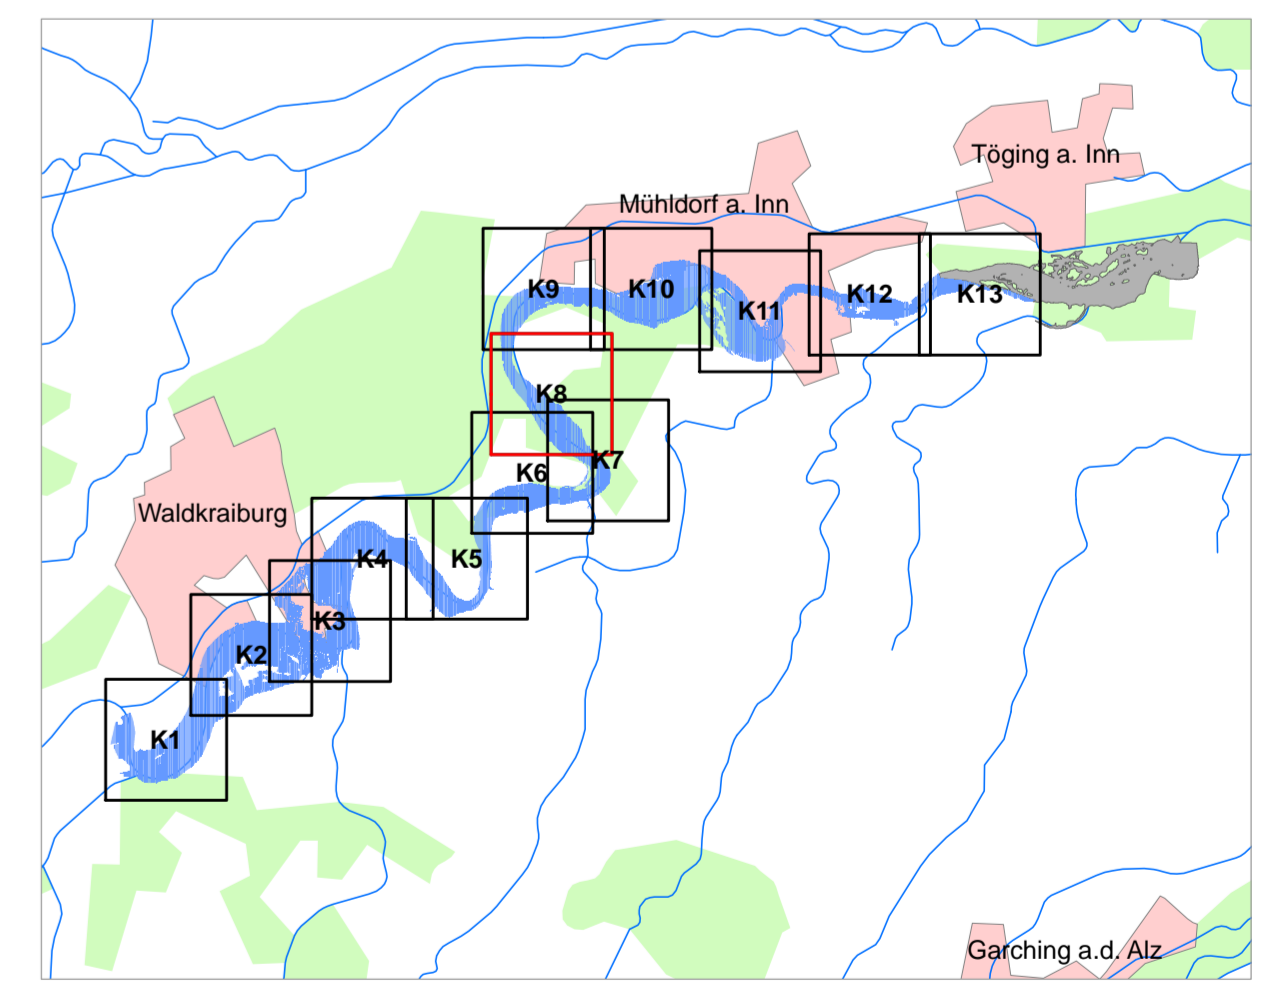 Töging a. Inn
Mühldorf a. Inn
K9
K10
K11
K12
K13
K8
K7
K6
Waldkraiburg
K4
K5
K3
K2
K1
Garching a.d. Alz